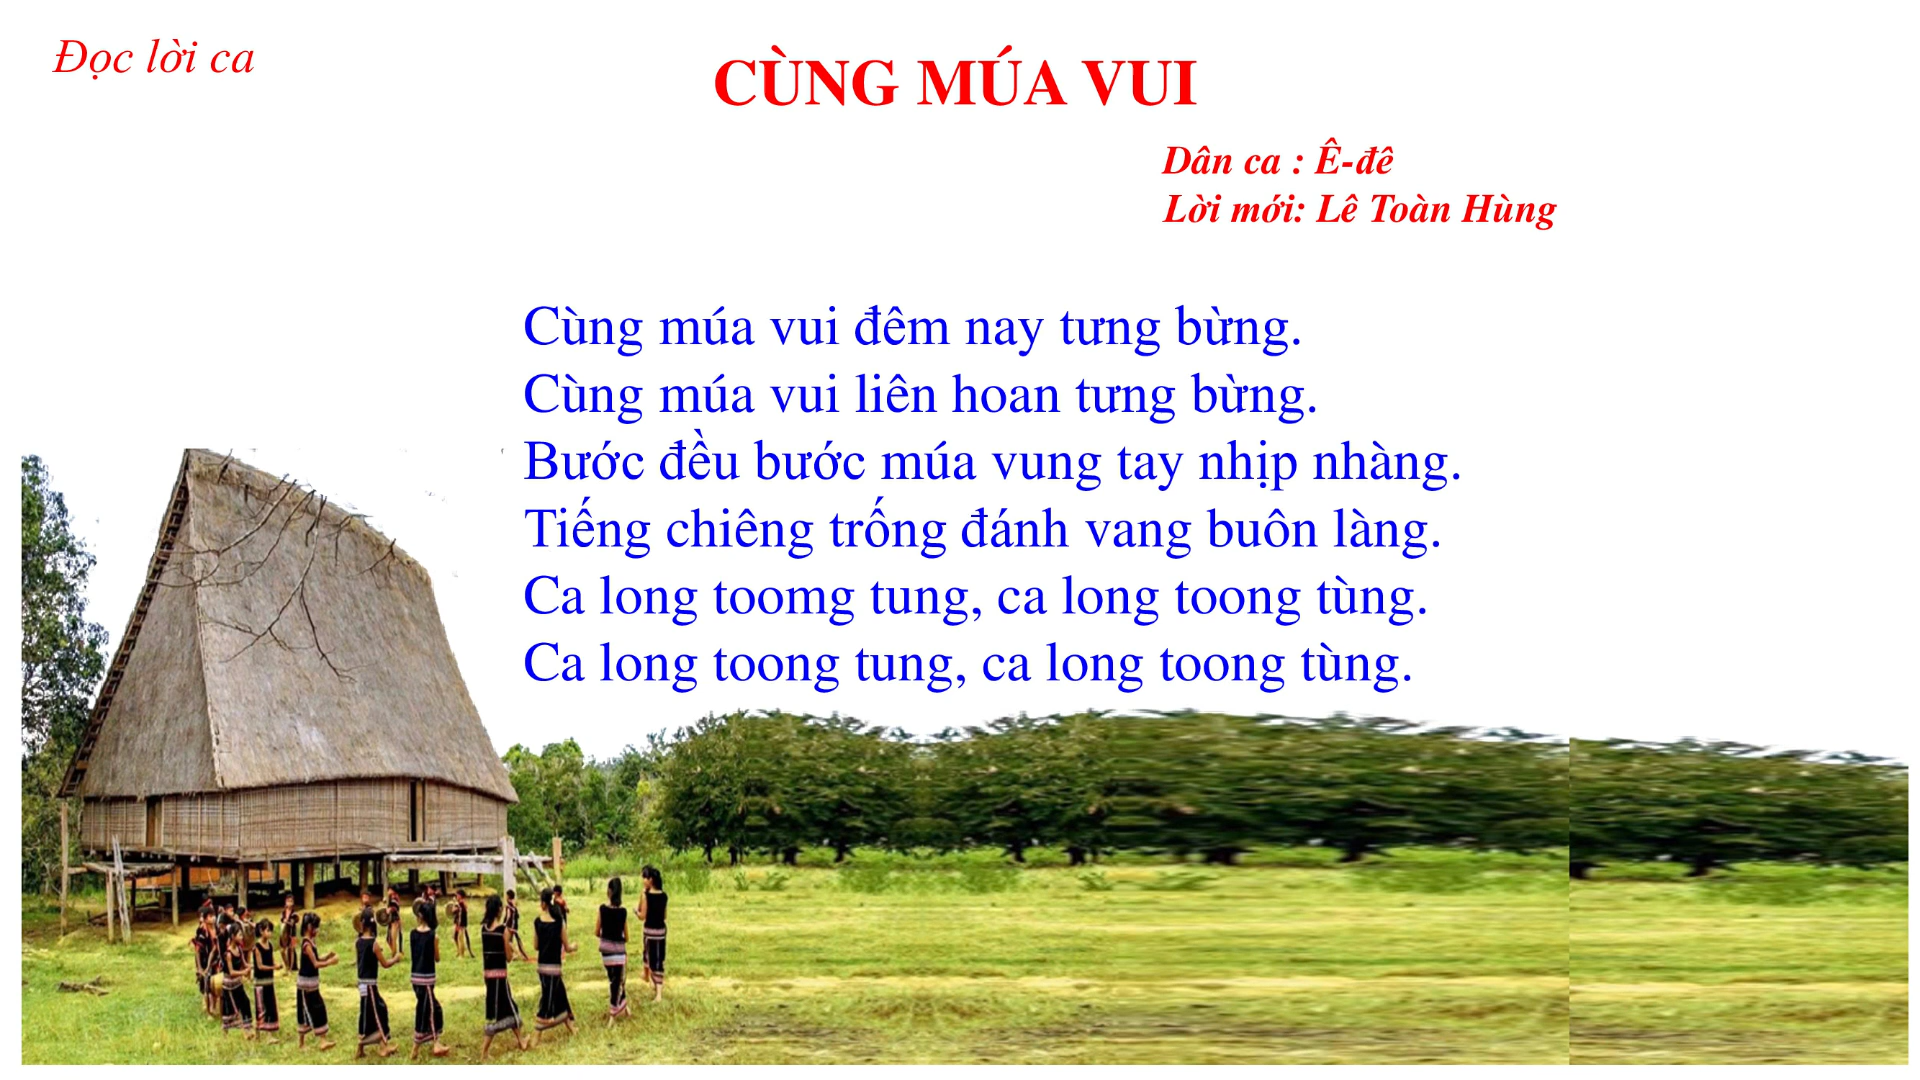 Đọc lời ca
CÙNG MÚA VUI
Dân ca : Ê-đê
Lời mới: Lê Toàn Hùng
Cùng múa vui đêm nay tưng bừng.
Cùng múa vui liên hoan tưng bừng.
Bước đều bước múa vung tay nhịp nhàng.
Tiếng chiêng trống đánh vang buôn làng.
Ca long toomg tung, ca long toong tùng.
Ca long toong tung, ca long toong tùng.